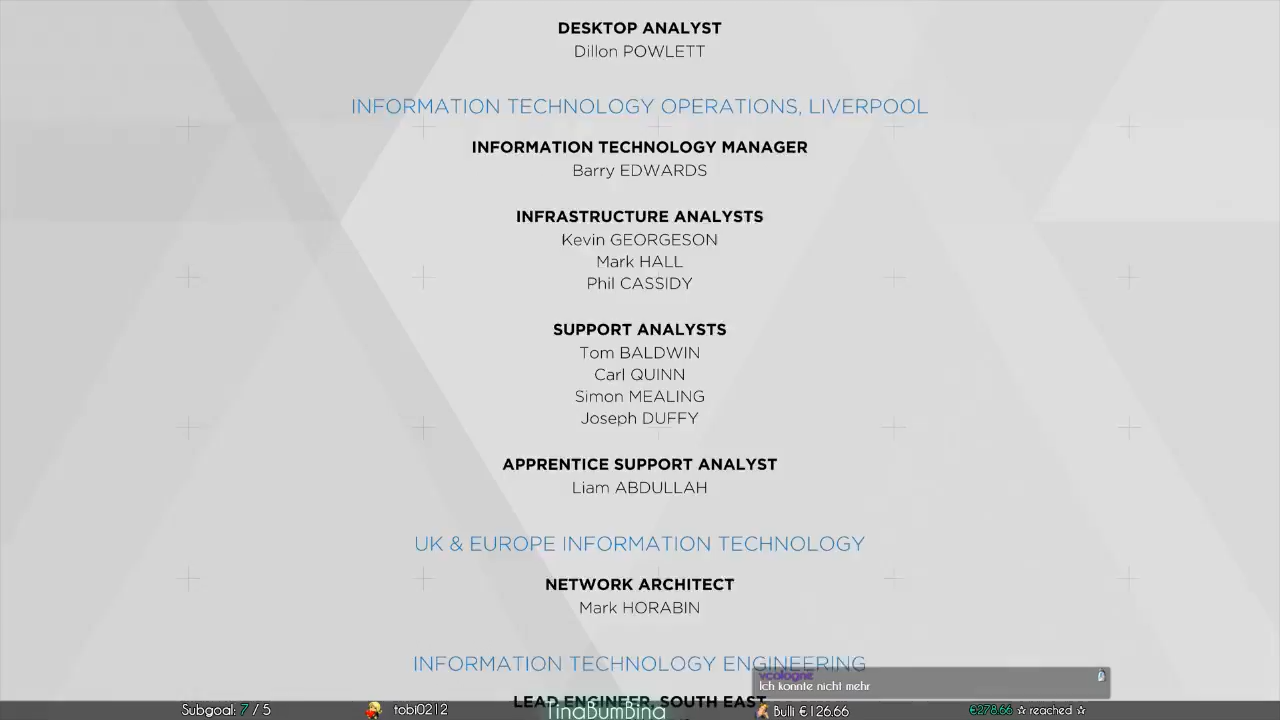 DESKTOP ANALYST
Dillon POWLETT
INFORMATION TECHNOLOGY OPERATIONS, LIVERPOOL
INFORMATION TECHNOLOGY MANAGER
Barry EDWARDS
INFRASTRUCTURE ANALYSTS
Kevin GEORGESON
Mark HALL
Phil CASSIDY
SUPPORT ANALYSTS
Tom BALDWIN
Carl QUINN
Simon MEALING
Joseph DUFFY
APPRENTICE SUPPORT ANALYST
Liam ABDULLAH
UK & EUROPE INFORMATION TECHNOLOGY
NETWORK ARCHITECT
Mark HORABIN
INFORMATION TECHNOLOGY ENGINEERING
vcologne
Ich konnte nicht mehr
LEAD ENGINEER, SOUTH EAST
Subgoal: 7 / 5 tobi0212 TinaBumBina Bulli €126.66 €278.66 ☆ reached ☆